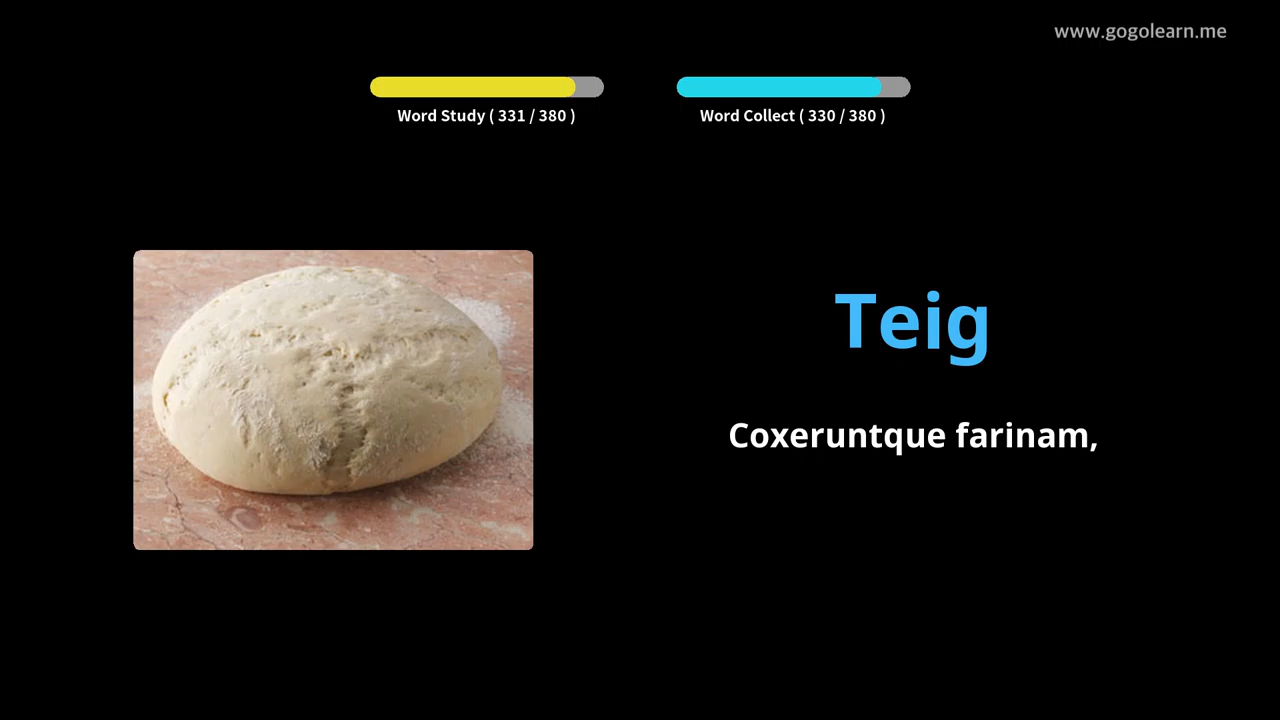 www.gogolearn.me
Word Study ( 331 / 380 )
Word Collect ( 330 / 380 )
Teig
Coxeruntque farinam,